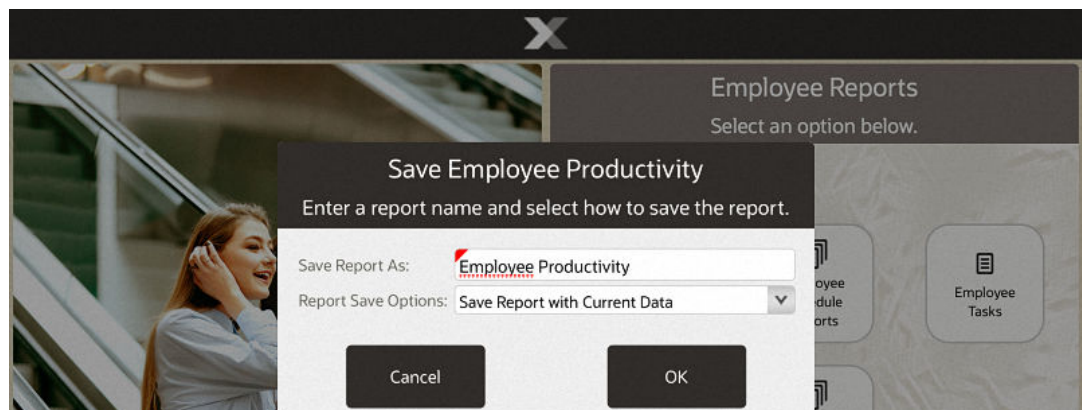 Employee Reports
Select an option below.
Save Employee Productivity
Enter a report name and select how to save the report.
Save Report As: Employee Productivity
Report Save Options: Save Report with Current Data
Employee
Tasks
Cancel OK